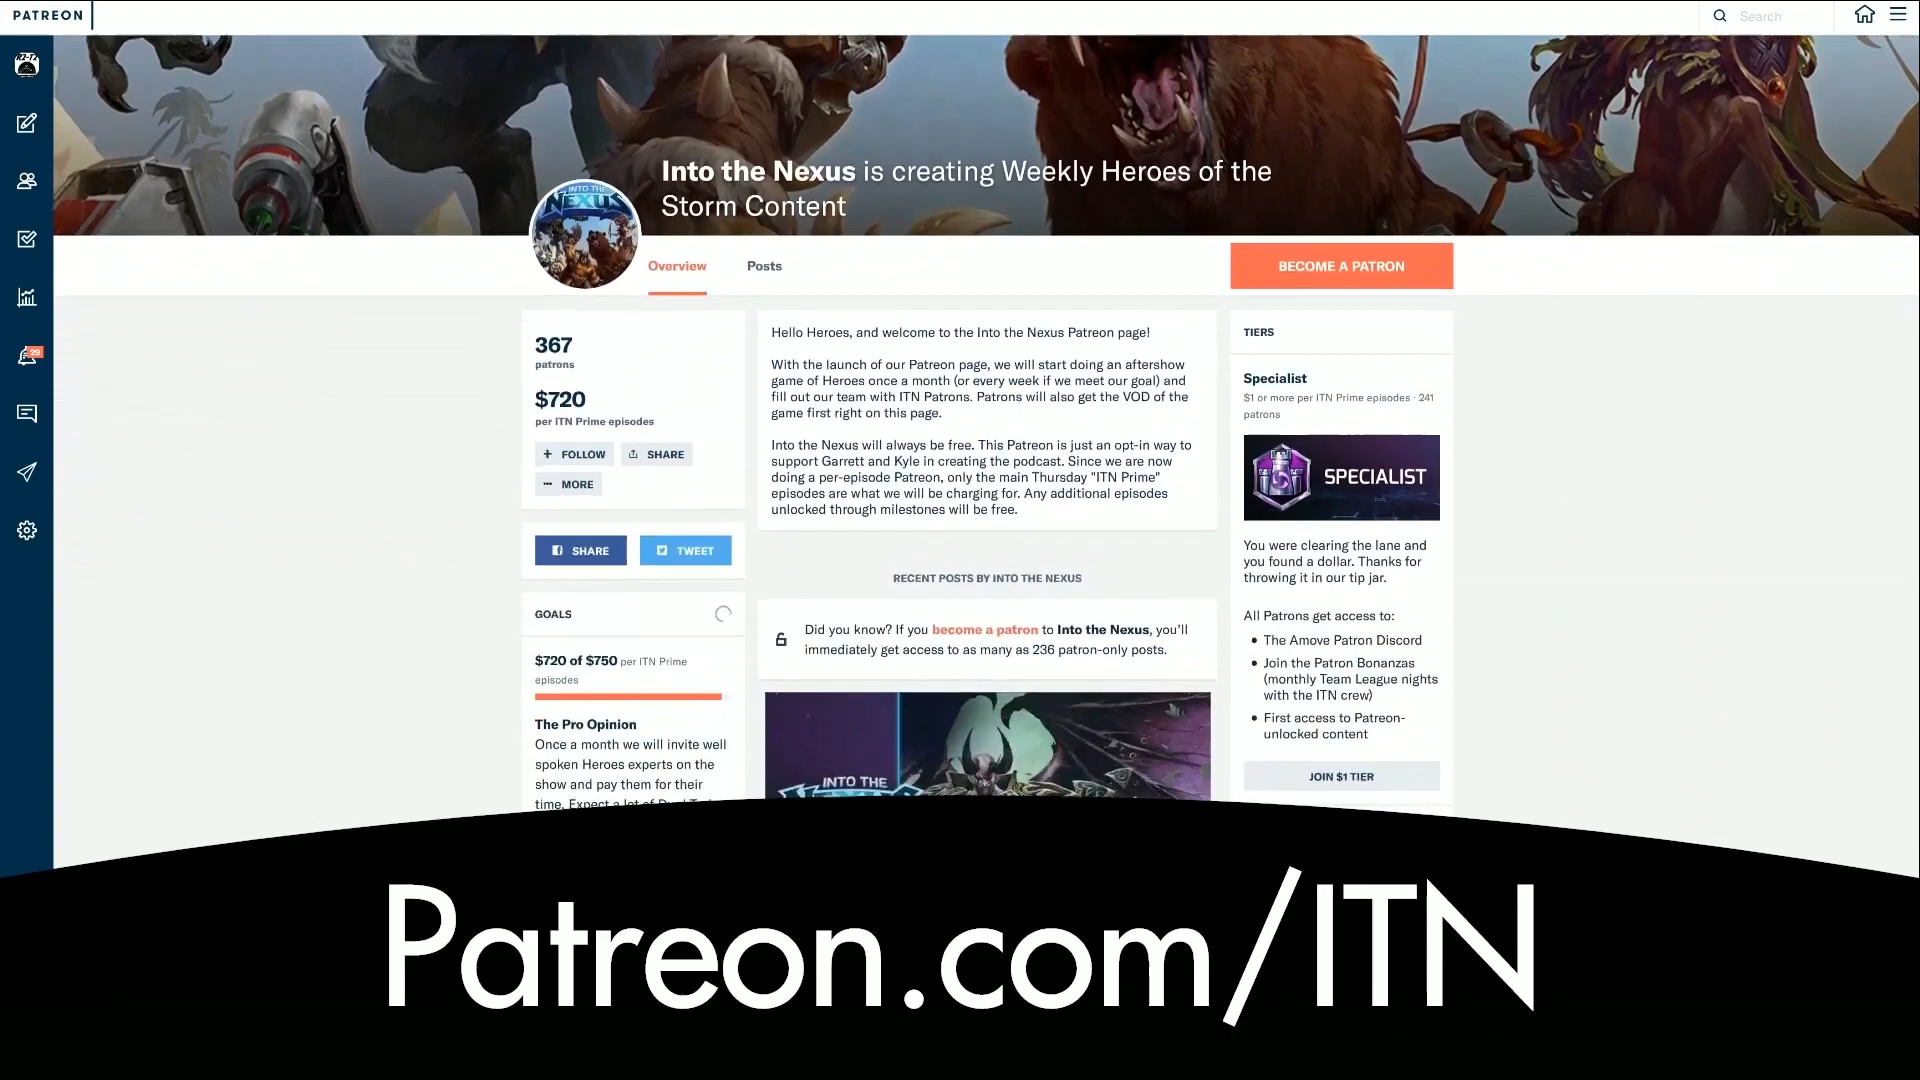 PATREON
Search
Into the Nexus is creating Weekly Heroes of the
Storm Content
INTO THE
NEXUS
Overview
Posts
BECOME A PATRON
29
367
patrons
$720
per ITN Prime episodes
+ FOLLOW
SHARE
··· MORE
SHARE
TWEET
GOALS
$720 of $750 per ITN Prime
episodes
The Pro Opinion
Once a month we will invite well
spoken Heroes experts on the
show and pay them for their
time. Expect a lot of
Hello Heroes, and welcome to the Into the Nexus Patreon page!
With the launch of our Patreon page, we will start doing an aftershow
game of Heroes once a month (or every week if we meet our goal) and
fill out our team with ITN Patrons. Patrons will also get the VOD of the
game first right on this page.
Into the Nexus will always be free. This Patreon is just an opt-in way to
support Garrett and Kyle in creating the podcast. Since we are now
doing a per-episode Patreon, only the main Thursday "ITN Prime"
episodes are what we will be charging for. Any additional episodes
unlocked through milestones will be free.
RECENT POSTS BY INTO THE NEXUS
Did you know? If you become a patron to Into the Nexus, you'll
immediately get access to as many as 236 patron-only posts.
INTO THE
NEXUS
TIERS
Specialist
$1 or more per ITN Prime episodes · 241
patrons
SPECIALIST
You were clearing the lane and
you found a dollar. Thanks for
throwing it in our tip jar.
All Patrons get access to:
• The Amove Patron Discord
• Join the Patron Bonanzas
(monthly Team League nights
with the ITN crew)
• First access to Patreon-
unlocked content
JOIN $1 TIER
Patreon.com/ITN